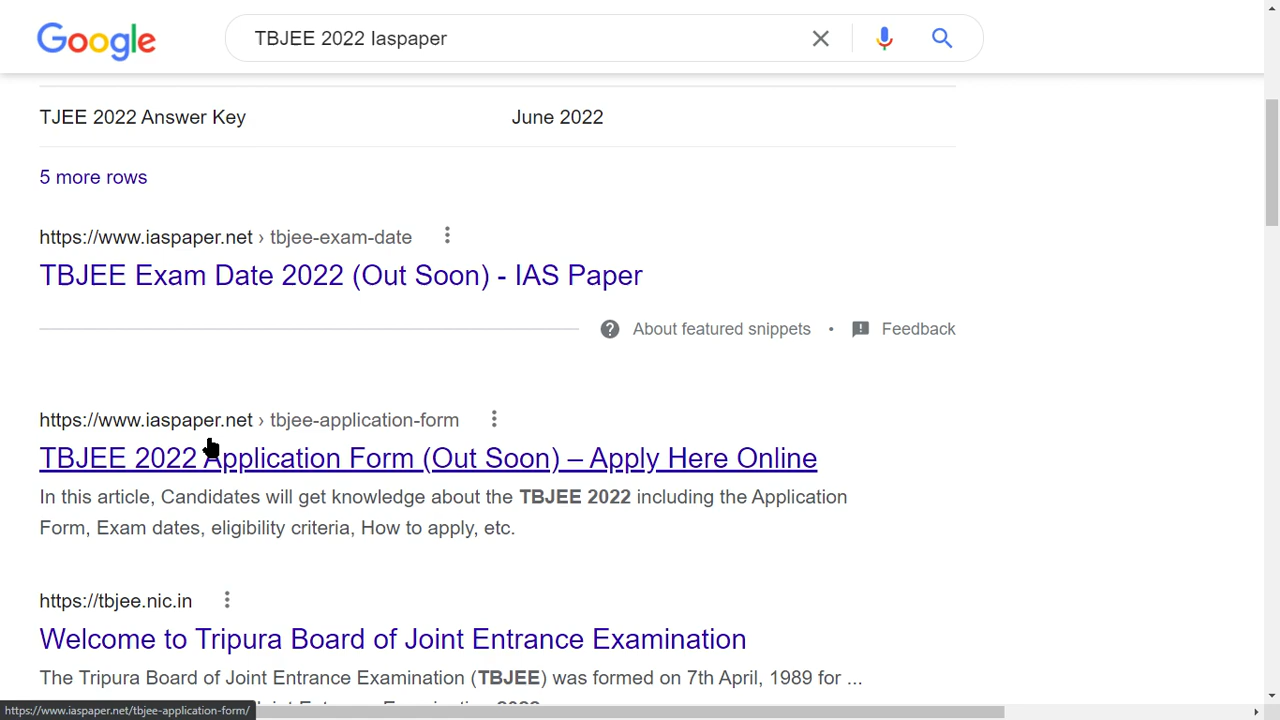 Google
TBJEE 2022 Iaspaper
TJEE 2022 Answer Key June 2022
5 more rows
https://www.iaspaper.net › tbjee-exam-date
TBJEE Exam Date 2022 (Out Soon) - IAS Paper
About featured snippets • Feedback
https://www.iaspaper.net › tbjee-application-form
TBJEE 2022 Application Form (Out Soon) – Apply Here Online
In this article, Candidates will get knowledge about the TBJEE 2022 including the Application
Form, Exam dates, eligibility criteria, How to apply, etc.
https://tbjee.nic.in
Welcome to Tripura Board of Joint Entrance Examination
The Tripura Board of Joint Entrance Examination (TBJEE) was formed on 7th April, 1989 for ...
Joint Entrance Examination 2022
https://www.iaspaper.net/tbjee-application-form/